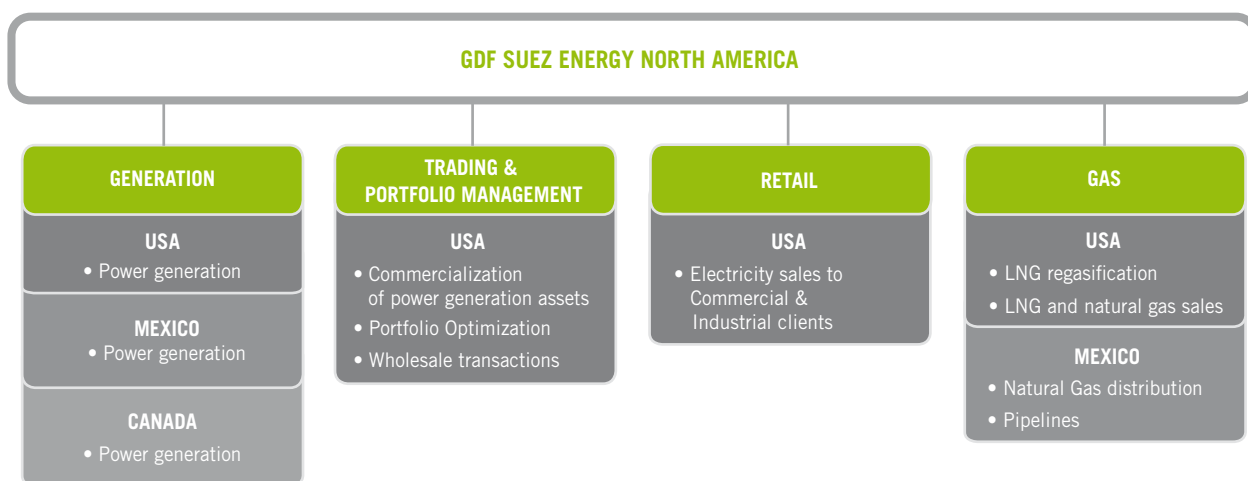 GDF SUEZ ENERGY NORTH AMERICA
GENERATION
USA
• Power generation
MEXICO
• Power generation
CANADA
• Power generation
TRADING &
PORTFOLIO MANAGEMENT
USA
• Commercialization
of power generation assets
• Portfolio Optimization
• Wholesale transactions
RETAIL
USA
• Electricity sales to
Commercial &
Industrial clients
GAS
USA
• LNG regasification
• LNG and natural gas sales
MEXICO
• Natural Gas distribution
• Pipelines